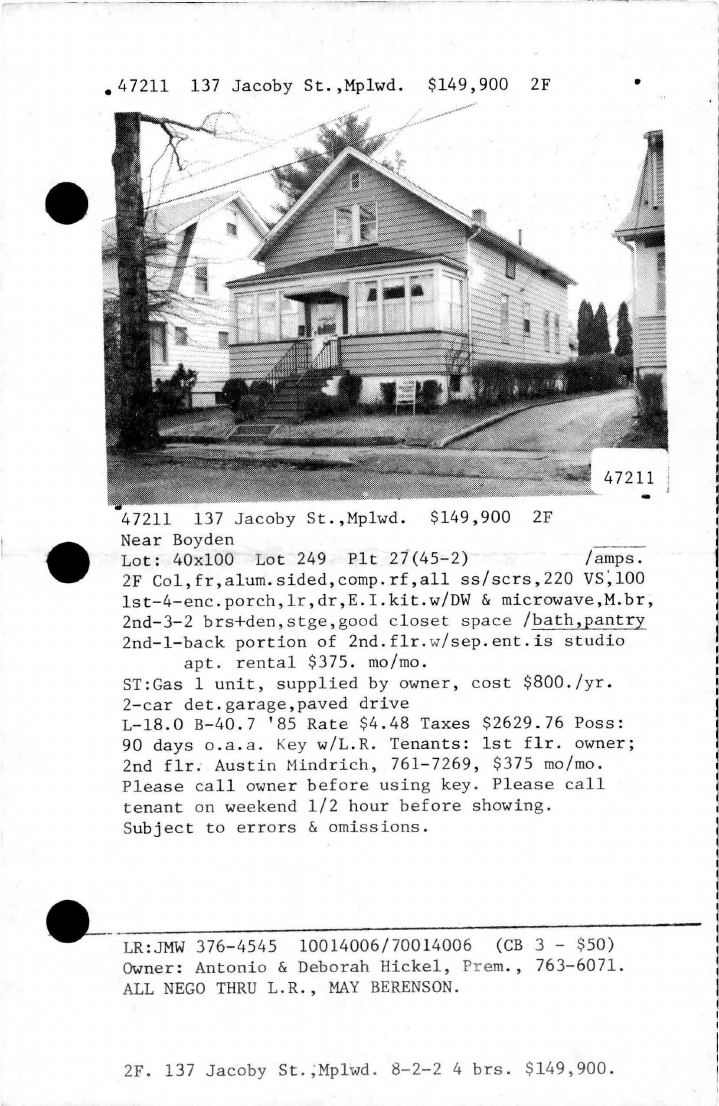 47211 137 Jacoby St.,Mplwd. $149,900 2F
47211
47211 137 Jacoby St.,Mplwd. $149,900 2F
Near Boyden
Lot: 40x100 Lot 249 Plt 27(45-2) /amps.
2F Col,fr,alum.sided,comp.rf,all ss/scrs,220 VS,100
1st-4-enc.porch,lr,dr,E.I.kit.w/DW & microwave,M.br,
2nd-3-2 brs+den,stge,good closet space /bath,pantry
2nd-1-back portion of 2nd.flr.w/sep.ent.is studio
apt. rental $375. mo/mo.
ST:Gas 1 unit, supplied by owner, cost $800./yr.
2-car det.garage,paved drive
L-18.0 B-40.7 '85 Rate $4.48 Taxes $2629.76 Poss:
90 days o.a.a. Key w/L.R. Tenants: 1st flr. owner;
2nd flr. Austin Mindrich, 761-7269, $375 mo/mo.
Please call owner before using key. Please call
tenant on weekend 1/2 hour before showing.
Subject to errors & omissions.
LR:JMW 376-4545 10014006/70014006 (CB 3 - $50)
Owner: Antonio & Deborah Hickel, Prem., 763-6071.
ALL NEGO THRU L.R., MAY BERENSON.
2F. 137 Jacoby St.,Mplwd. 8-2-2 4 brs. $149,900.